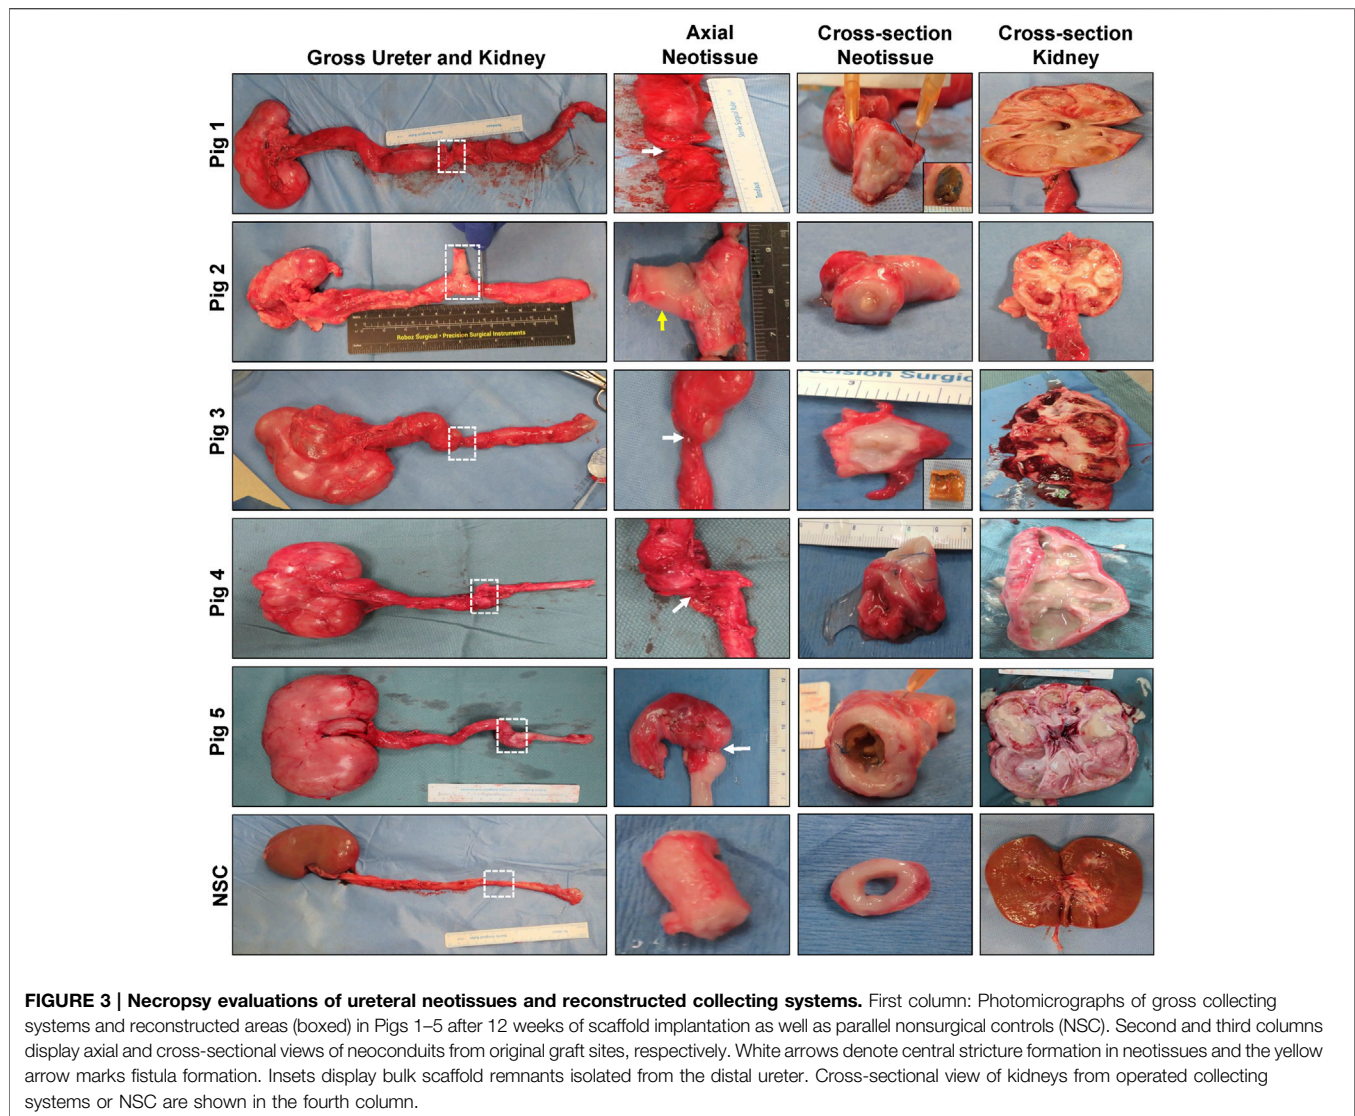 Gross Ureter and Kidney
Axial
Neotissue
Cross-section
Neotissue
Cross-section
Kidney
Pig 1
Pig 2
Robox Surgical • Precision Surgical Instruments
Pig 3
ecision Surgic
Pig 4
Pig 5
NSC
FIGURE 3 | Necropsy evaluations of ureteral neotissues and reconstructed collecting systems. First column: Photomicrographs of gross collecting
systems and reconstructed areas (boxed) in Pigs 1–5 after 12 weeks of scaffold implantation as well as parallel nonsurgical controls (NSC). Second and third columns
display axial and cross-sectional views of neoconduits from original graft sites, respectively. White arrows denote central stricture formation in neotissues and the yellow
arrow marks fistula formation. Insets display bulk scaffold remnants isolated from the distal ureter. Cross-sectional view of kidneys from operated collecting
systems or NSC are shown in the fourth column.